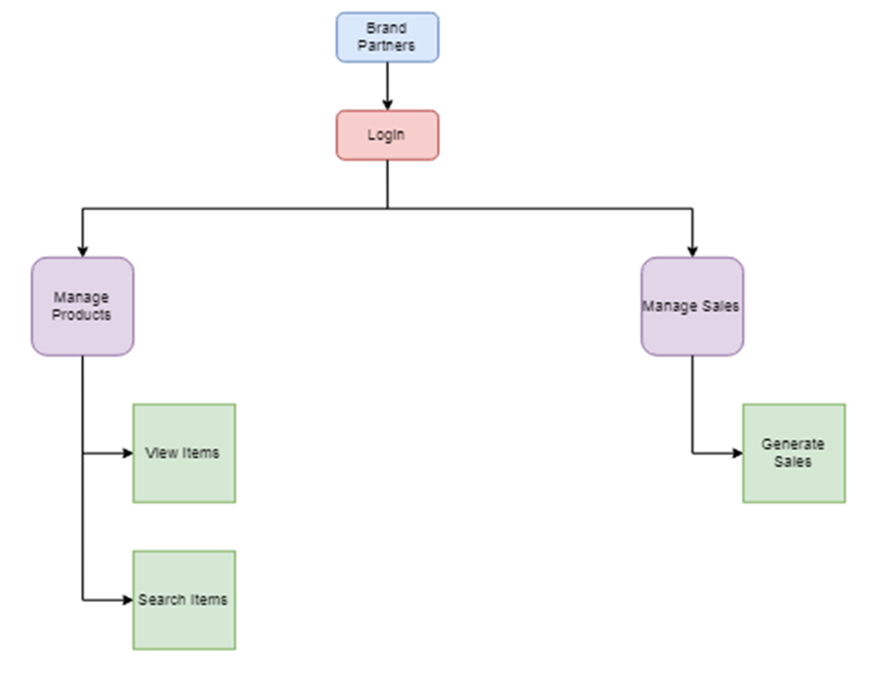 Brand
Partners
Login
Manage
Products
Manage Sales
View Items
Generate
Sales
Search Items